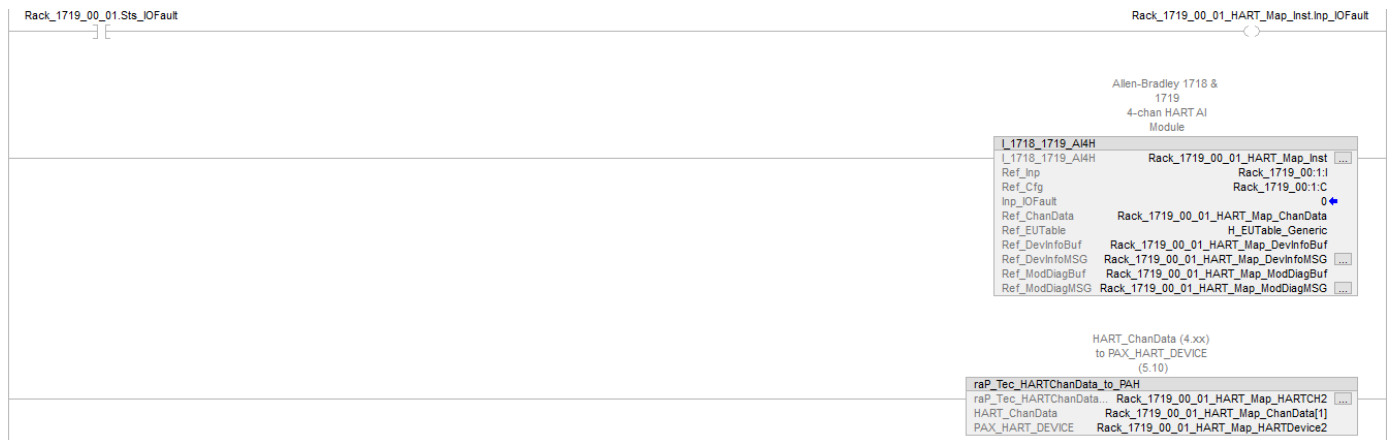 Rack_1719_00_01.Sts_IOFault
Rack_1719_00_01_HART_Map_Inst.Inp_IOFault
Allen-Bradley 1718 &
1719
4-chan HART AI
Module
I_1718_1719_AI4H
I_1718_1719_AI4H Rack_1719_00_01_HART_Map_Inst ...
Ref_Inp Rack_1719_00:1:I
Ref_Cfg Rack_1719_00:1:C
Inp_IOFault 0
Ref_ChanData Rack_1719_00_01_HART_Map_ChanData
Ref_EUTable H_EUTable_Generic
Ref_DevInfoBuf Rack_1719_00_01_HART_Map_DevInfoBuf
Ref_DevInfoMSG Rack_1719_00_01_HART_Map_DevInfoMSG ...
Ref_ModDiagBuf Rack_1719_00_01_HART_Map_ModDiagBuf
Ref_ModDiagMSG Rack_1719_00_01_HART_Map_ModDiagMSG ...
HART_ChanData (4.xx)
to PAX_HART_DEVICE
(5.10)
raP_Tec_HARTChanData_to_PAH
raP_Tec_HARTChanData... Rack_1719_00_01_HART_Map_HARTCH2 ...
HART_ChanData Rack_1719_00_01_HART_Map_ChanData[1]
PAX_HART_DEVICE Rack_1719_00_01_HART_Map_HARTDevice2